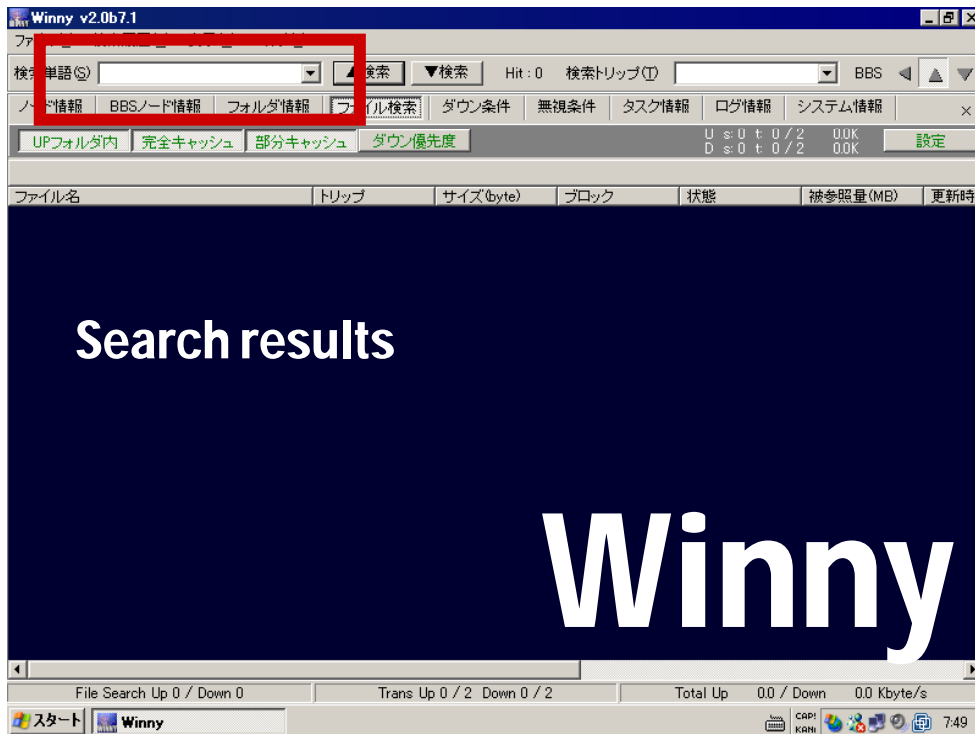 Winny v2.0b7.1
検索単語(S) ▲検索 ▼検索 Hit : 0 検索トリップ(T) BBS
ノード情報 BBSノード情報 フォルダ情報 ファイル検索 ダウン条件 無視条件 タスク情報 ログ情報 システム情報
UPフォルダ内 完全キャッシュ 部分キャッシュ ダウン優先度 U s:0 t: 0/2 0.0K 設定
D s:0 t: 0/2 0.0K
ファイル名 トリップ サイズ(byte) ブロック 状態 被参照量(MB) 更新時
Search results
Winny
File Search Up 0 / Down 0 Trans Up 0 / 2 Down 0 / 2 Total Up 0.0 / Down 0.0 Kbyte/s
スタート Winny CAPS KANA 7:49